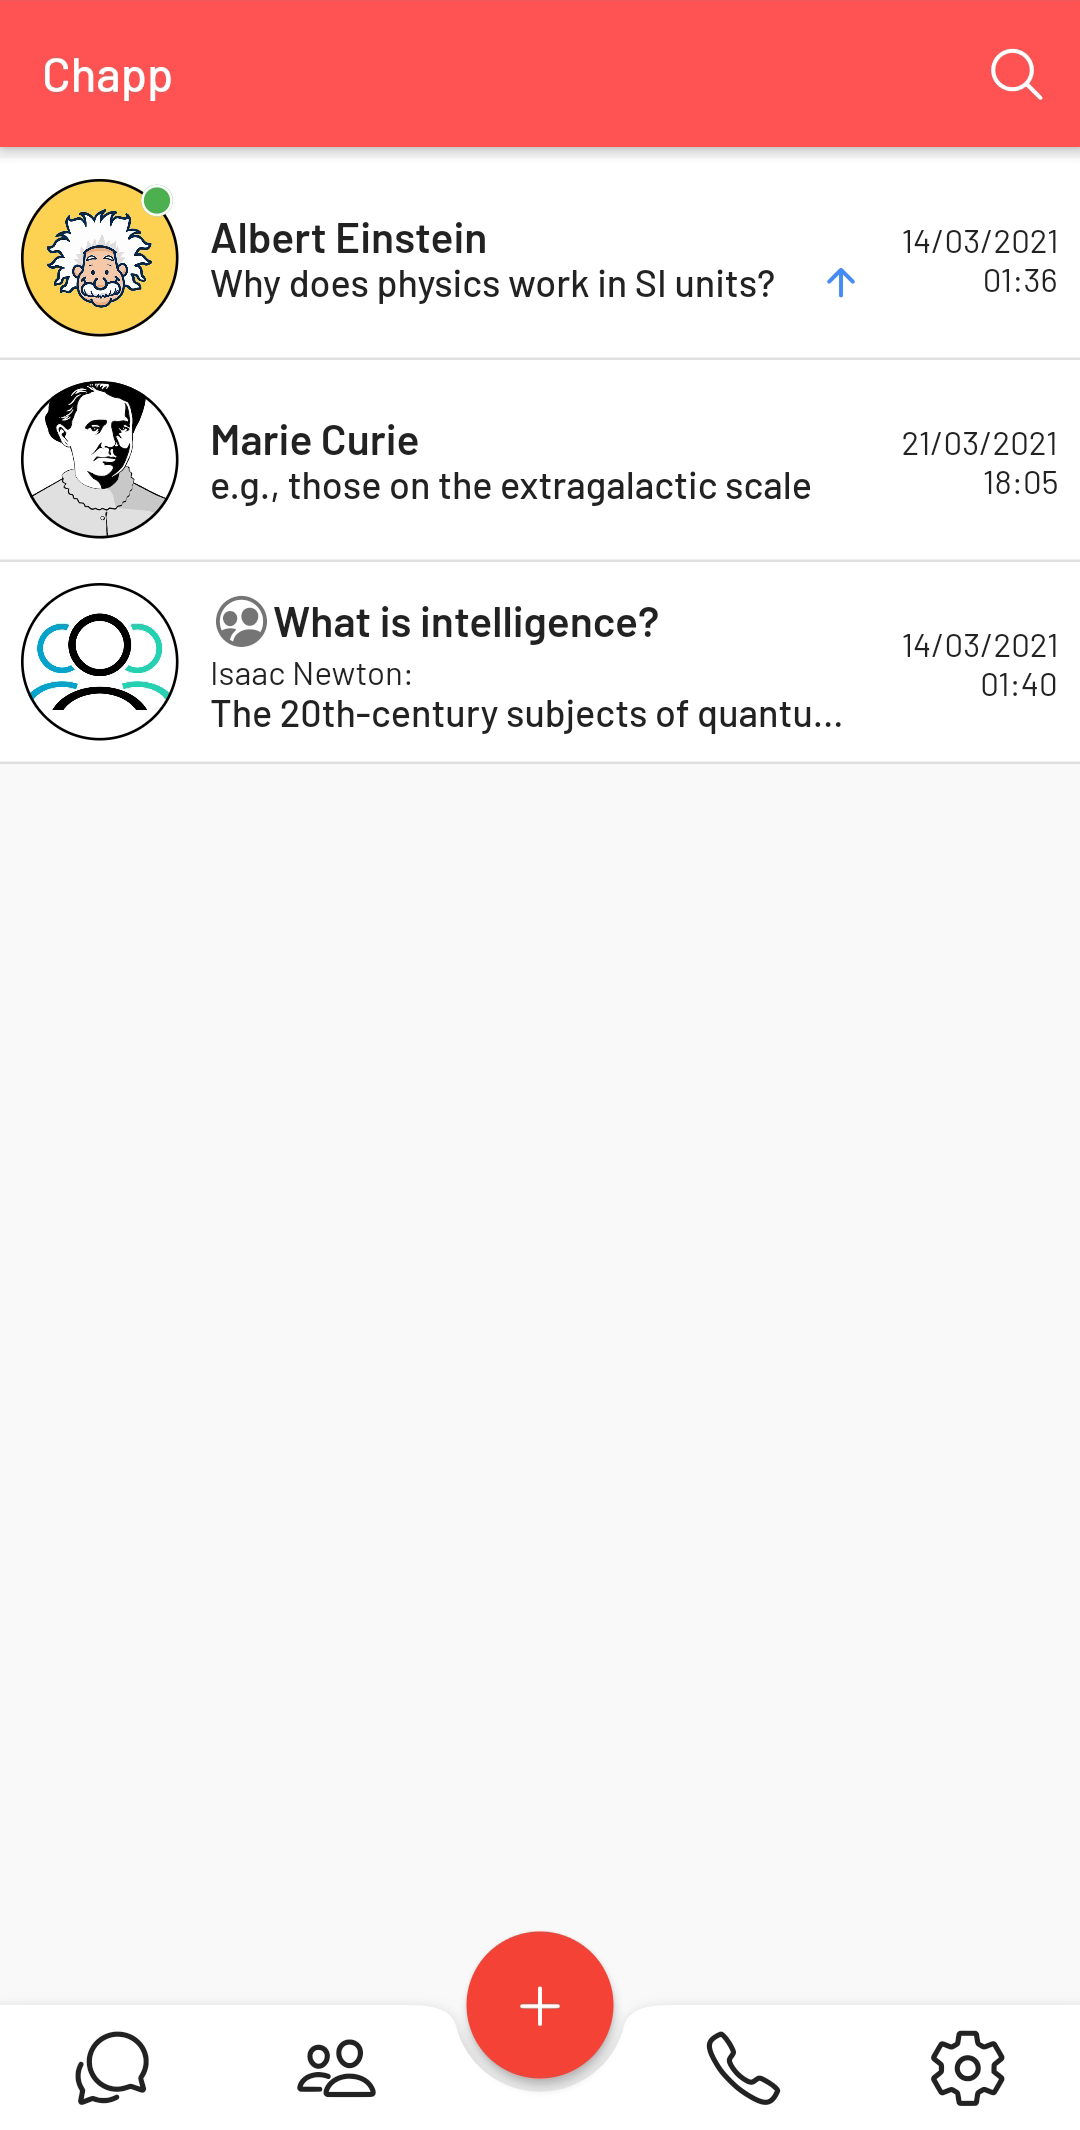 Chapp
Albert Einstein
Why does physics work in SI units?
14/03/2021
01:36
Marie Curie
e.g., those on the extragalactic scale
21/03/2021
18:05
What is intelligence?
Isaac Newton:
The 20th-century subjects of quantu...
14/03/2021
01:40